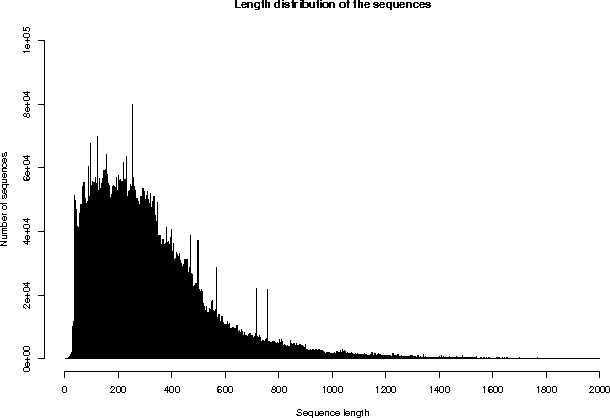 Length distribution of the sequences
1e+05
8e+04
6e+04
4e+04
2e+04
0e+00
Number of sequences
0 200 400 600 800 1000 1200 1400 1600 1800 2000
Sequence length